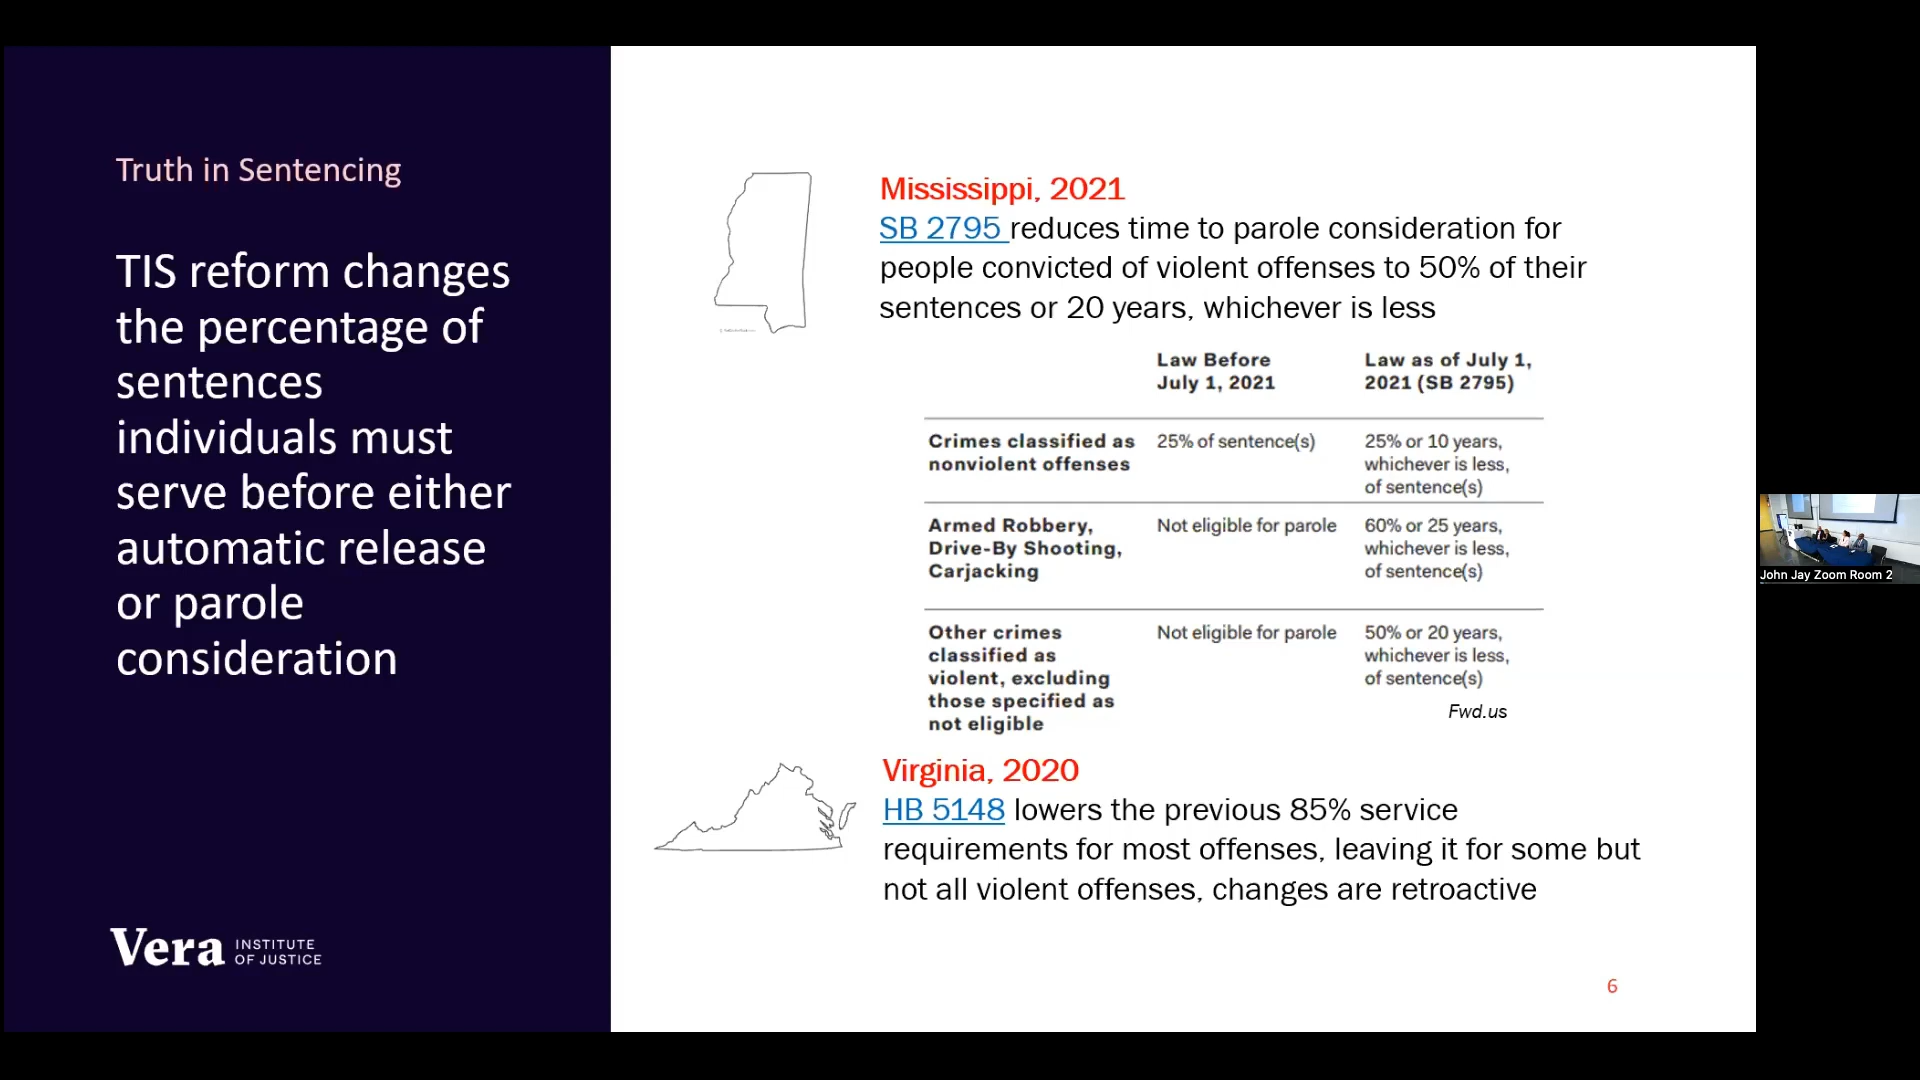 Truth in Sentencing
TIS reform changes
the percentage of
sentences
individuals must
serve before either
automatic release
or parole
consideration
Vera INSTITUTE
OF JUSTICE
Mississippi, 2021
SB 2795 reduces time to parole consideration for
people convicted of violent offenses to 50% of their
sentences or 20 years, whichever is less
Law Before
July 1, 2021
Law as of July 1,
2021 (SB 2795)
Crimes classified as
nonviolent offenses
25% of sentence(s)
25% or 10 years,
whichever is less,
of sentence(s)
Armed Robbery,
Drive-By Shooting,
Carjacking
Not eligible for parole
60% or 25 years,
whichever is less,
of sentence(s)
Other crimes
classified as
violent, excluding
those specified as
not eligible
Not eligible for parole
50% or 20 years,
whichever is less,
of sentence(s)
Fwd.us
Virginia, 2020
HB 5148 lowers the previous 85% service
requirements for most offenses, leaving it for some but
not all violent offenses, changes are retroactive
6
John Jay Zoom Room 2